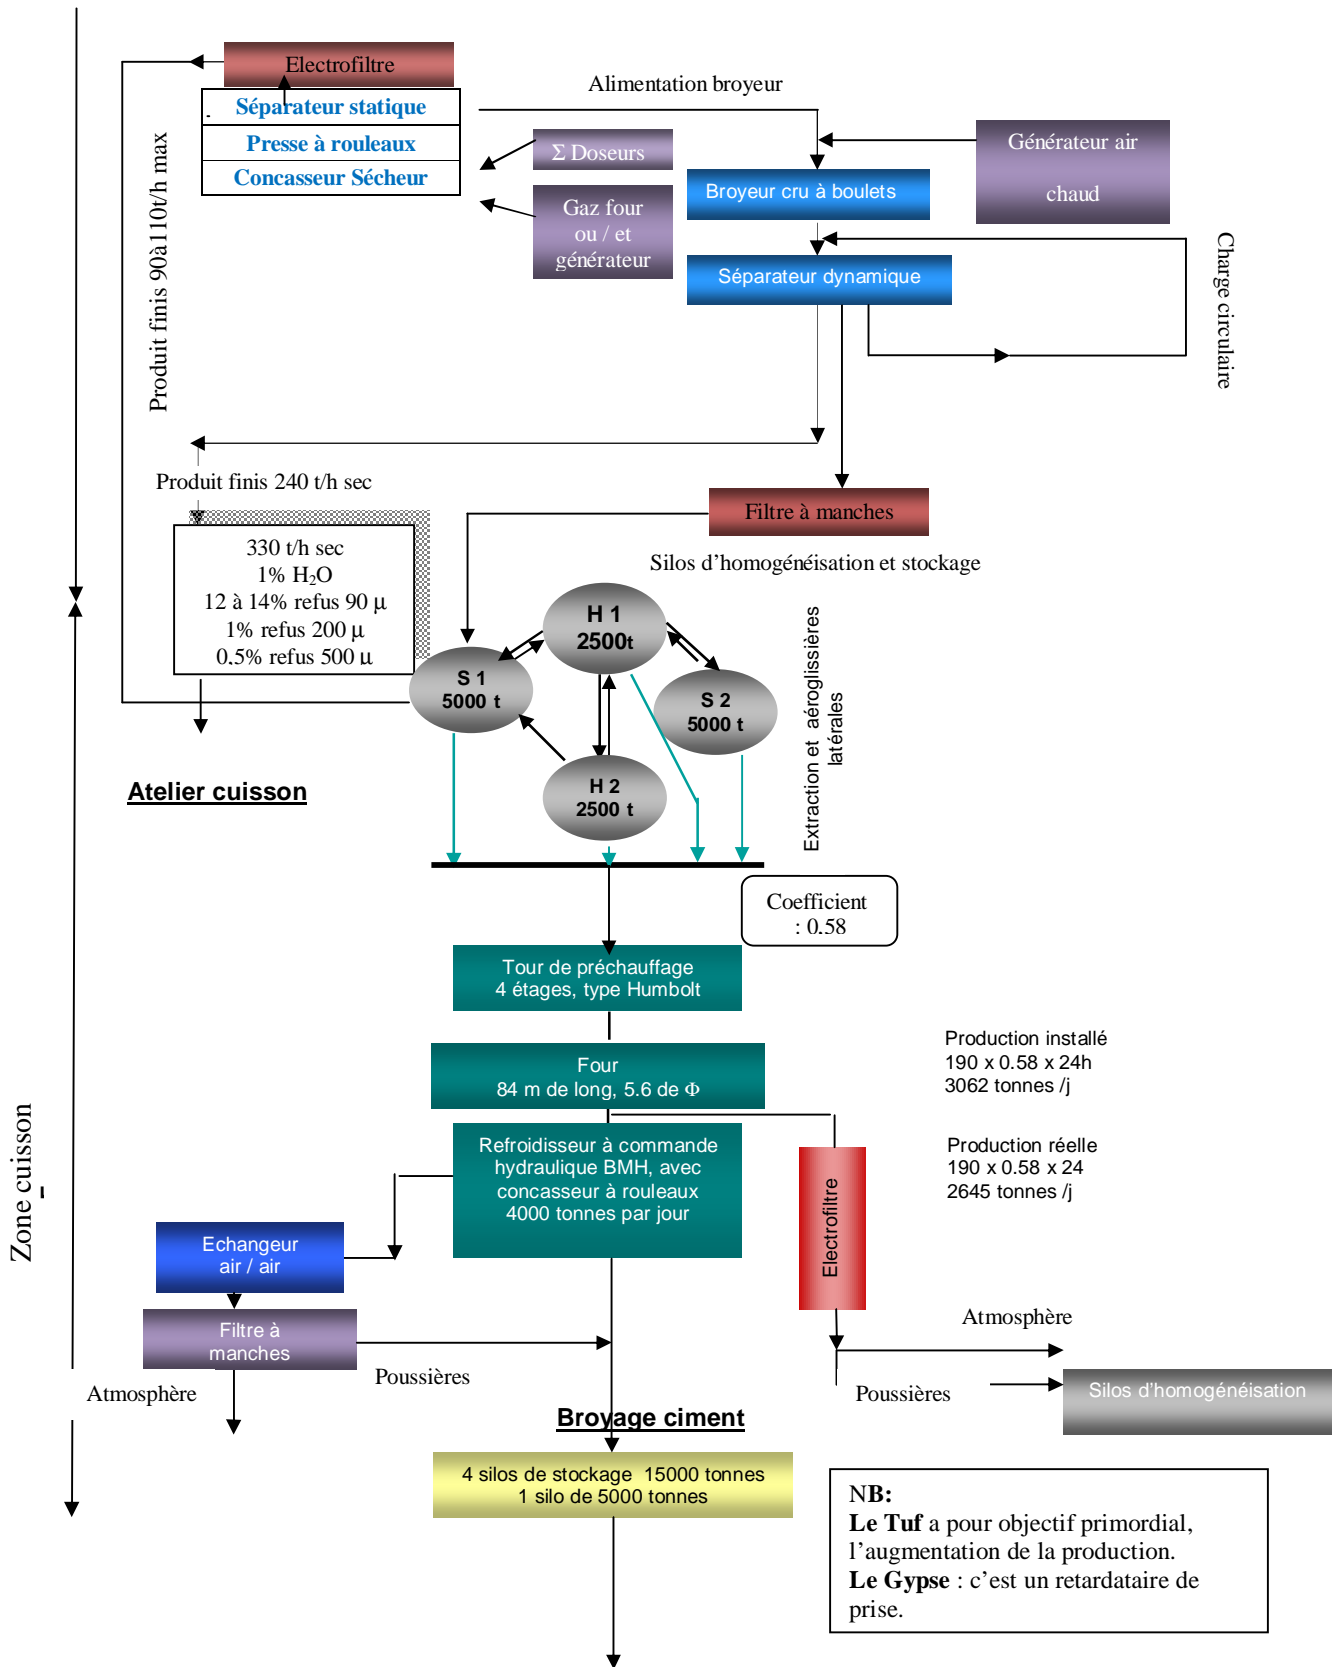 Electrofiltre
Alimentation broyeur
Séparateur statique
Presse à rouleaux
Concasseur Sécheur
Σ Doseurs
Gaz four
ou / et
générateur
Générateur air
chaud
Broyeur cru à boulets
Séparateur dynamique
Charge circulaire
Produit finis 90à110t/h max
Produit finis 240 t/h sec
Filtre à manches
330 t/h sec
1% H₂O
12 à 14% refus 90 µ
1% refus 200 µ
0.5% refus 500 µ
Silos d'homogénéisation et stockage
H 1
2500t
S 1
5000 t
S 2
5000 t
H 2
2500 t
Extraction et aéroglissières
latérales
Atelier cuisson
Coefficient
: 0.58
Tour de préchauffage
4 étages, type Humbolt
Four
84 m de long, 5.6 de Φ
Production installé
190 x 0.58 x 24h
3062 tonnes /j
Refroidisseur à commande
hydraulique BMH, avec
concasseur à rouleaux
4000 tonnes par jour
Production réelle
190 x 0.58 x 24
2645 tonnes /j
Zone cuisson
Electrofiltre
Echangeur
air / air
Filtre à
manches
Atmosphère
Poussières
Atmosphère
Poussières
Silos d'homogénéisation
Broyage ciment
4 silos de stockage 15000 tonnes
1 silo de 5000 tonnes
NB:
Le Tuf a pour objectif primordial,
l'augmentation de la production.
Le Gypse : c'est un retardataire de
prise.